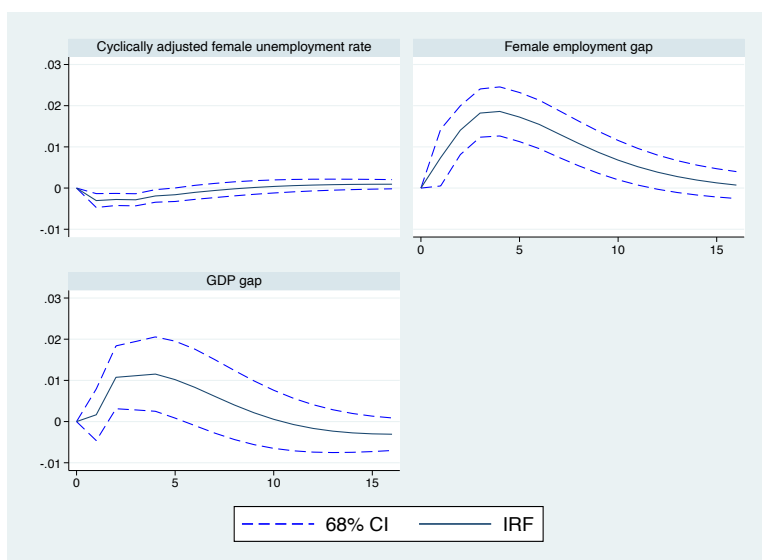 Cyclically adjusted female unemployment rate
Female employment gap
.03
.02
.01
0
-.01
0 5 10 15
GDP gap
.03
.02
.01
0
-.01
0 5 10 15
68% CI IRF